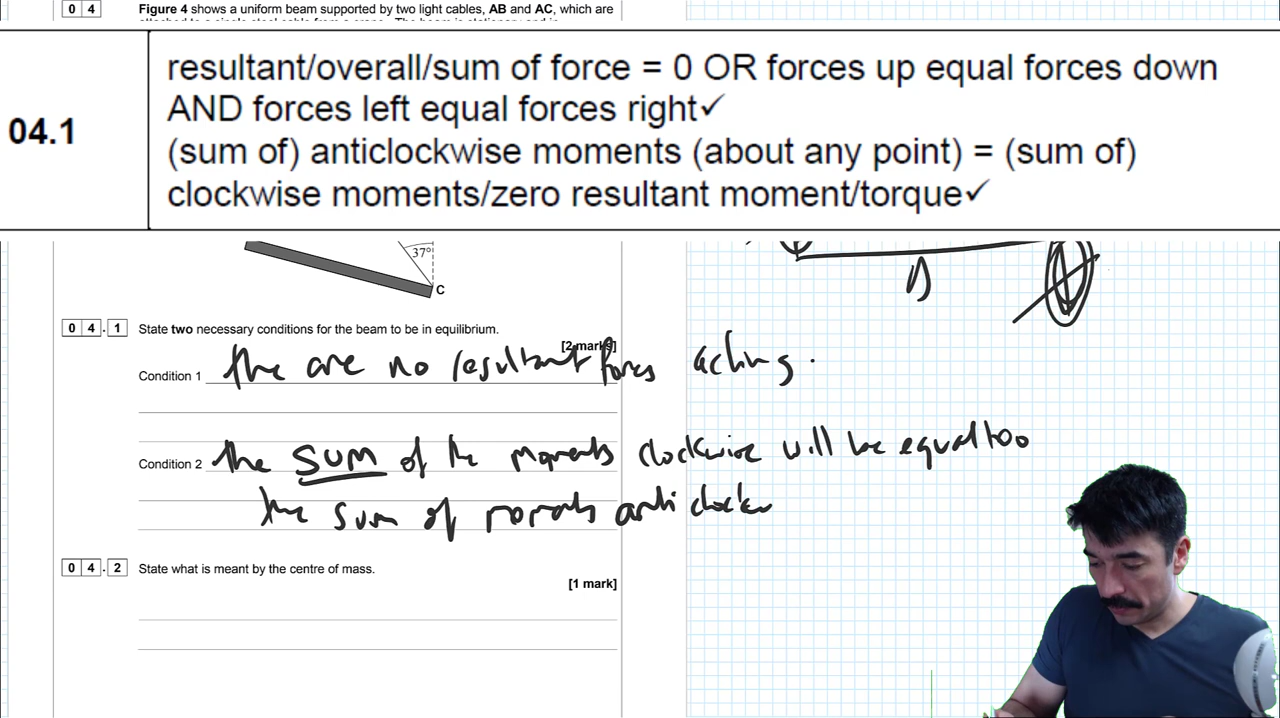 0 4
Figure 4 shows a uniform beam supported by two light cables, AB and AC, which are
04.1
resultant/overall/sum of force = 0 OR forces up equal forces down
AND forces left equal forces right✓
(sum of) anticlockwise moments (about any point) = (sum of)
clockwise moments/zero resultant moment/torque✓
37°
C
0 4 . 1 State two necessary conditions for the beam to be in equilibrium.
[2 marks]
Condition 1 the are no resultant forces acting.
Condition 2 the sum of the moments clockwise will be equal too
the sum of moments anti clockw
0 4 . 2 State what is meant by the centre of mass.
[1 mark]